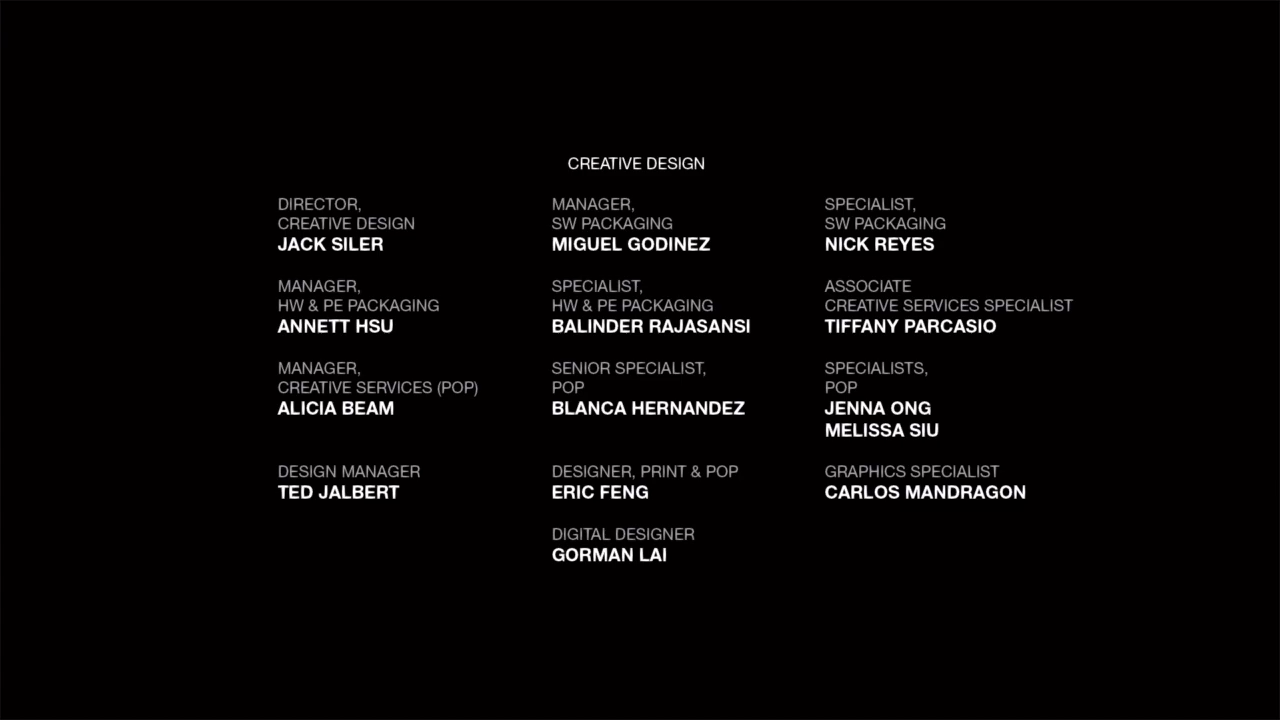 CREATIVE DESIGN
DIRECTOR,
CREATIVE DESIGN
JACK SILER
MANAGER,
SW PACKAGING
MIGUEL GODINEZ
SPECIALIST,
SW PACKAGING
NICK REYES
MANAGER,
HW & PE PACKAGING
ANNETT HSU
SPECIALIST,
HW & PE PACKAGING
BALINDER RAJASANSI
ASSOCIATE
CREATIVE SERVICES SPECIALIST
TIFFANY PARCASIO
MANAGER,
CREATIVE SERVICES (POP)
ALICIA BEAM
SENIOR SPECIALIST,
POP
BLANCA HERNANDEZ
SPECIALISTS,
POP
JENNA ONG
MELISSA SIU
DESIGN MANAGER
TED JALBERT
DESIGNER, PRINT & POP
ERIC FENG
GRAPHICS SPECIALIST
CARLOS MANDRAGON
DIGITAL DESIGNER
GORMAN LAI